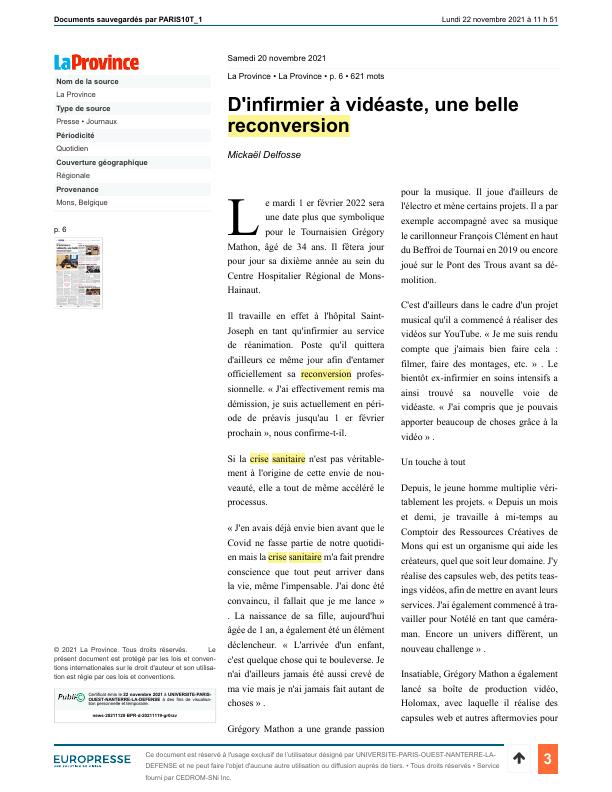 Documents sauvegardés par PARIS10T_1
Lundi 22 novembre 2021 à 11 h 51
LaProvince
Nom de la source
La Province
Type de source
Presse • Journaux
Périodicité
Quotidien
Couverture géographique
Régionale
Provenance
Mons, Belgique
p. 6
Samedi 20 novembre 2021
La Province • La Province • p. 6 • 621 mots
D'infirmier à vidéaste, une belle
reconversion
Mickaël Delfosse
Le mardi 1 er février 2022 sera
une date plus que symbolique
pour le Tournaisien Grégory
Mathon, âgé de 34 ans. Il fêtera jour
pour jour sa dixième année au sein du
Centre Hospitalier Régional de Mons-
Hainaut.
Il travaille en effet à l'hôpital Saint-
Joseph en tant qu'infirmier au service
de réanimation. Poste qu'il quittera
d'ailleurs ce même jour afin d'entamer
officiellement sa reconversion profes-
sionnelle. « J'ai effectivement remis ma
démission, je suis actuellement en péri-
ode de préavis jusqu'au 1 er février
prochain », nous confirme-t-il.
Si la crise sanitaire n'est pas véritable-
ment à l'origine de cette envie de nou-
veauté, elle a tout de même accéléré le
processus.
« J'en avais déjà envie bien avant que le
Covid ne fasse partie de notre quotidi-
en mais la crise sanitaire m'a fait prendre
conscience que tout peut arriver dans
la vie, même l'impensable. J'ai donc été
convaincu, il fallait que je me lance »
. La naissance de sa fille, aujourd'hui
âgée de 1 an, a également été un élément
déclencheur. « L'arrivée d'un enfant,
c'est quelque chose qui te bouleverse. Je
n'ai d'ailleurs jamais été aussi crevé de
ma vie mais je n'ai jamais fait autant de
choses » .
Grégory Mathon a une grande passion
pour la musique. Il joue d'ailleurs de
l'électro et mène certains projets. Il a par
exemple accompagné avec sa musique
le carillonneur François Clément en haut
du Beffroi de Tournai en 2019 ou encore
joué sur le Pont des Trous avant sa dé-
molition.
C'est d'ailleurs dans le cadre d'un projet
musical qu'il a commencé à réaliser des
vidéos sur YouTube. « Je me suis rendu
compte que j'aimais bien faire cela :
filmer, faire des montages, etc. » . Le
bientôt ex-infirmier en soins intensifs a
ainsi trouvé sa nouvelle voie de
vidéaste. « J'ai compris que je pouvais
apporter beaucoup de choses grâce à la
vidéo » .
Un touche à tout
Depuis, le jeune homme multiplie véri-
tablement les projets. « Depuis un mois
et demi, je travaille à mi-temps au
Comptoir des Ressources Créatives de
Mons qui est un organisme qui aide les
créateurs, quel que soit leur domaine. J'y
réalise des capsules web, des petits teas-
ings vidéos, afin de mettre en avant leurs
services. J'ai également commencé à tra-
vailler pour Notélé en tant que caméra-
man. Encore un univers différent, un
nouveau challenge » .
Insatiable, Grégory Mathon a également
lancé sa boîte de production vidéo,
Holomax, avec laquelle il réalise des
capsules web et autres aftermovies pour
© 2021 La Province. Tous droits réservés. Le
présent document est protégé par les lois et conven-
tions internationales sur le droit d'auteur et son utilisa-
tion est régie par ces lois et conventions.
Certificat émis le 22 novembre 2021 à UNIVERSITE-PARIS-
OUEST-NANTERRE-LA-DEFENSE à des fins de visualisa-
tion personnelle et temporaire.
EUROPRESSE
Ce document est réservé à l'usage exclusif de l'utilisateur désigné par UNIVERSITE-PARIS-OUEST-NANTERRE-LA-
DEFENSE et ne peut faire l'objet d'aucune autre utilisation ou diffusion auprès de tiers. • Tous droits réservés • Service
fourni par CEDROM-SNi Inc.
3